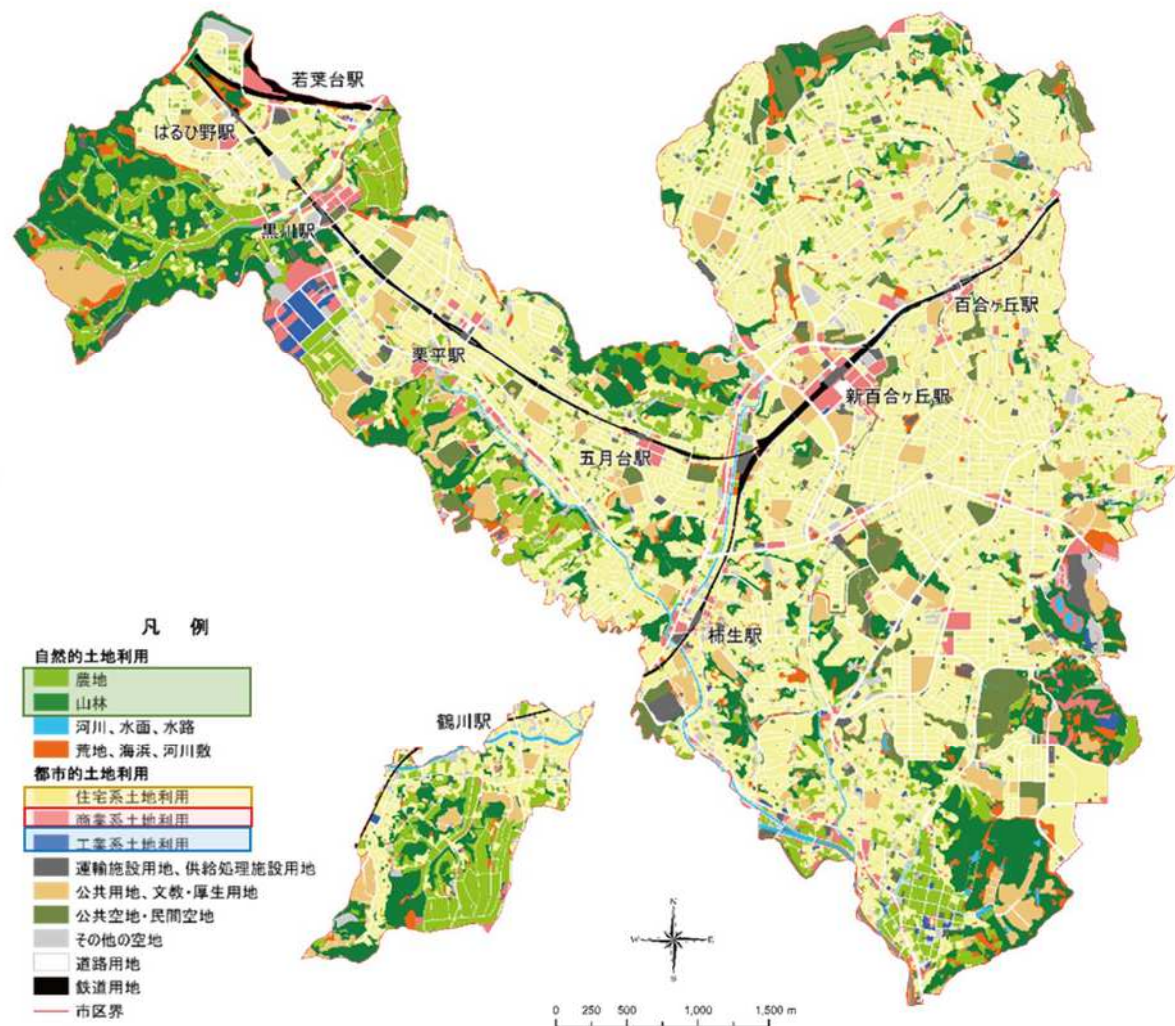 若葉台駅
はるひ野駅
黒川駅
百合ヶ丘駅
栗平駅
新百合ヶ丘駅
五月台駅
柿生駅
鶴川駅
凡 例
自然的土地利用
農地
山林
河川、水面、水路
荒地、海浜、河川敷
都市的土地利用
住宅系土地利用
商業系土地利用
工業系土地利用
運輸施設用地、供給処理施設用地
公共用地、文教・厚生用地
公共空地・民間空地
その他の空地
道路用地
鉄道用地
市区界
N
W E
S
0 250 500 1,000 1,500 m